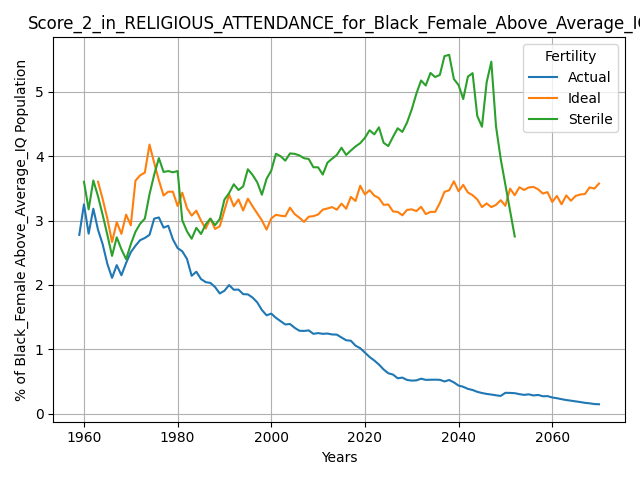 Score_2_in_RELIGIOUS_ATTENDANCE_for_Black_Female_Above_Average_IQ
% of Black_Female Above_Average_IQ Population
Fertility
Actual
Ideal
Sterile
5
4
3
2
1
0
1960 1980 2000 2020 2040 2060
Years